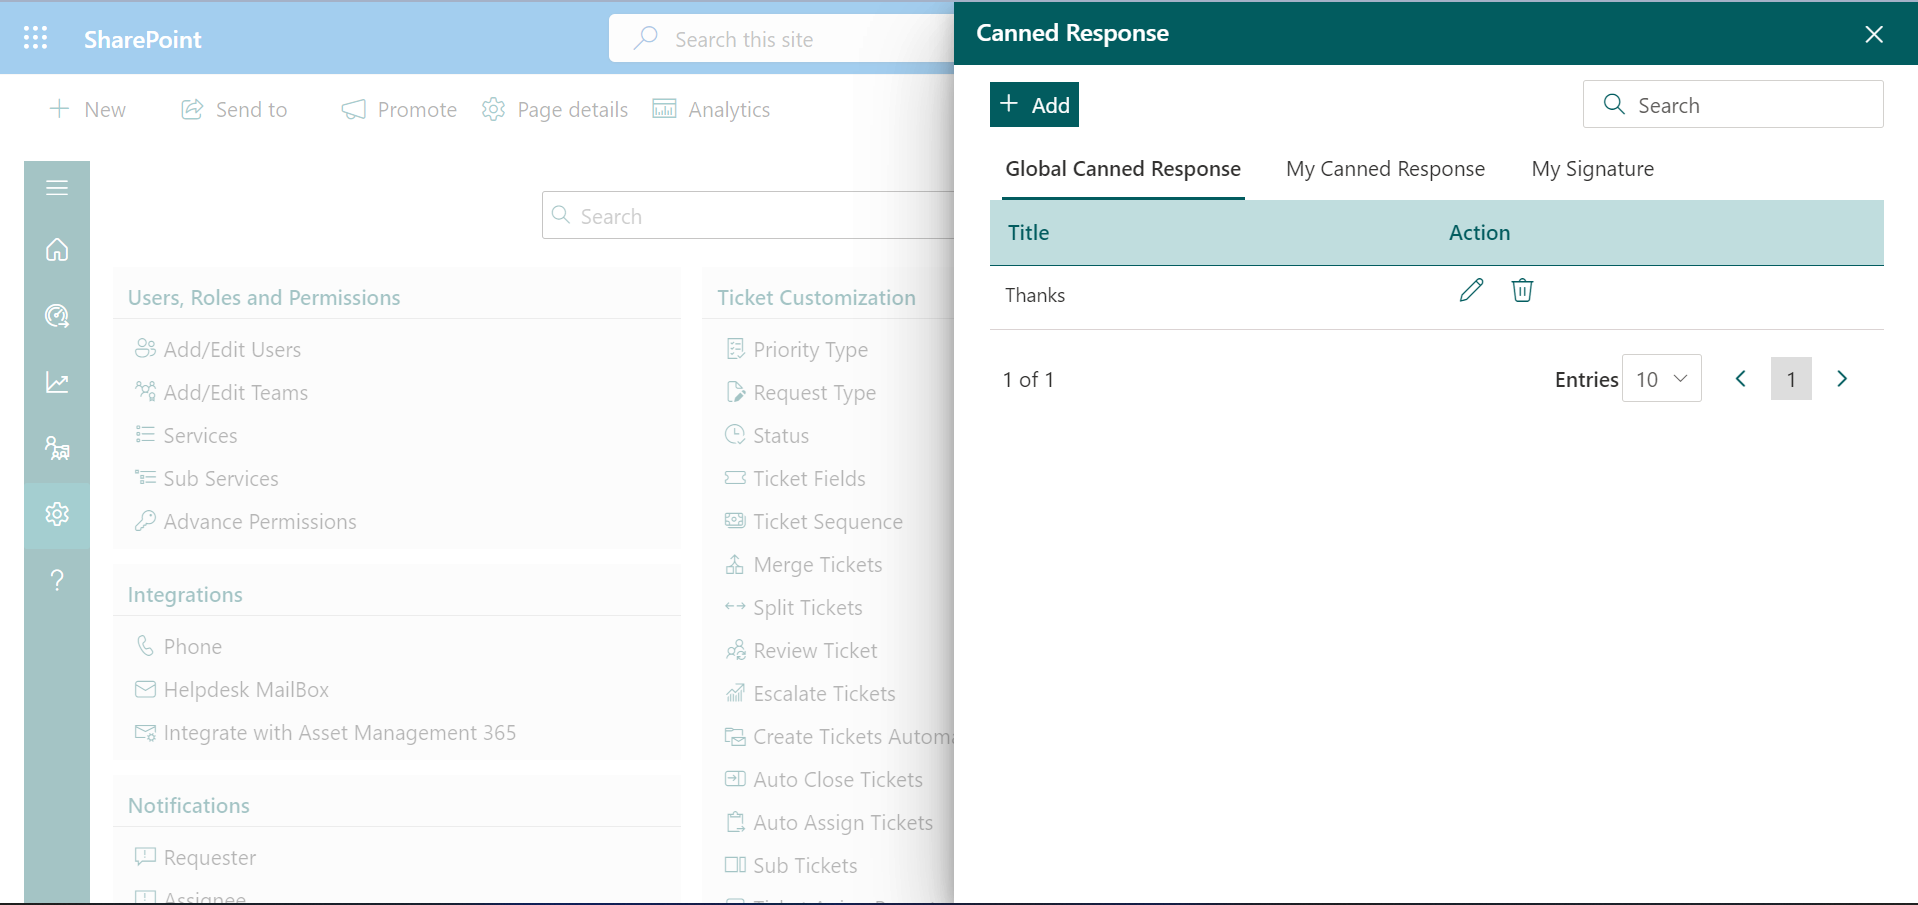 SharePoint
Search this site
New
Send to
Promote
Page details
Analytics
Search
Users, Roles and Permissions
Add/Edit Users
Add/Edit Teams
Services
Sub Services
Advance Permissions
Integrations
Phone
Helpdesk MailBox
Integrate with Asset Management 365
Notifications
Requester
Assignee
Ticket Customization
Priority Type
Request Type
Status
Ticket Fields
Ticket Sequence
Merge Tickets
Split Tickets
Review Ticket
Escalate Tickets
Create Tickets Automa
Auto Close Tickets
Auto Assign Tickets
Sub Tickets
Canned Response
+ Add
Search
Global Canned Response
My Canned Response
My Signature
Title
Action
Thanks
1 of 1
Entries 10
1